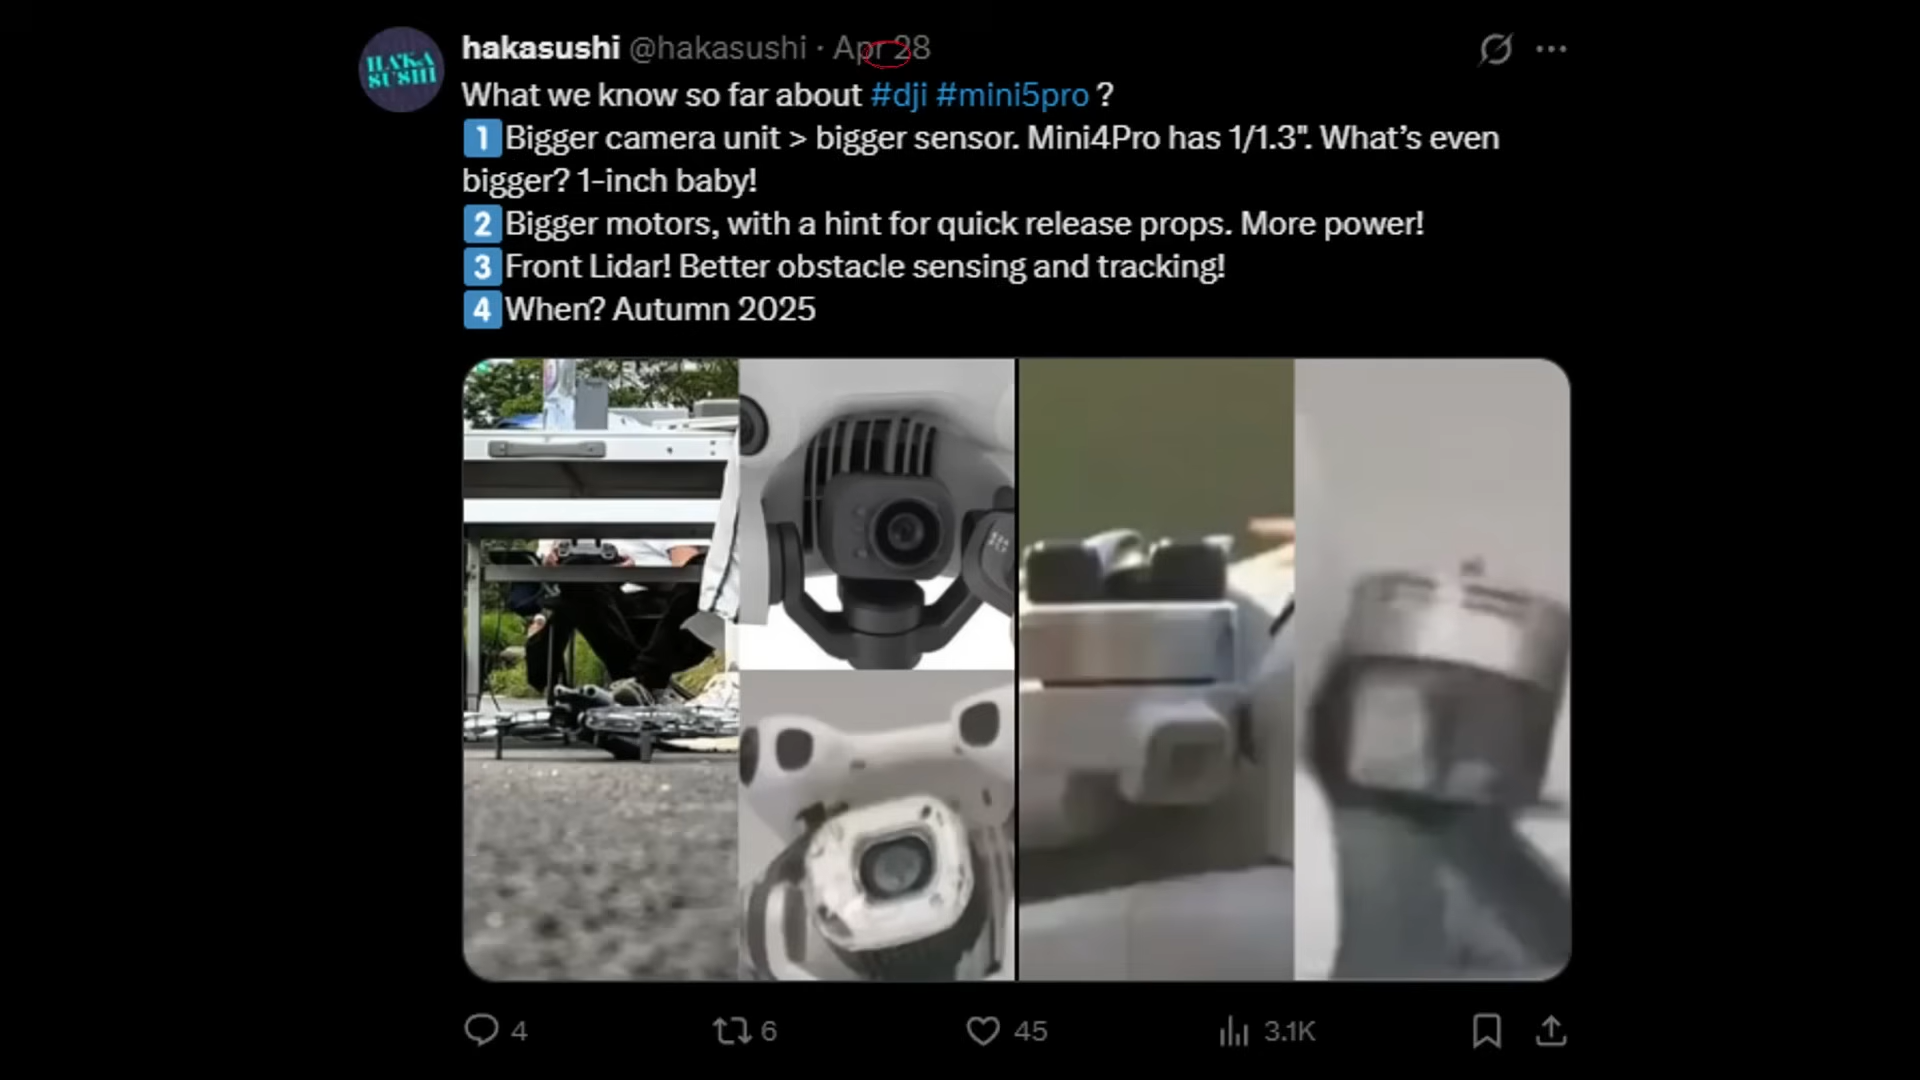 HAKA
SUSHI
hakasushi @hakasushi · Apr 28
What we know so far about #dji #mini5pro ?
1️⃣Bigger camera unit > bigger sensor. Mini4Pro has 1/1.3". What’s even
bigger? 1-inch baby!
2️⃣Bigger motors, with a hint for quick release props. More power!
3️⃣Front Lidar! Better obstacle sensing and tracking!
4️⃣When? Autumn 2025
4
6
45
3.1K